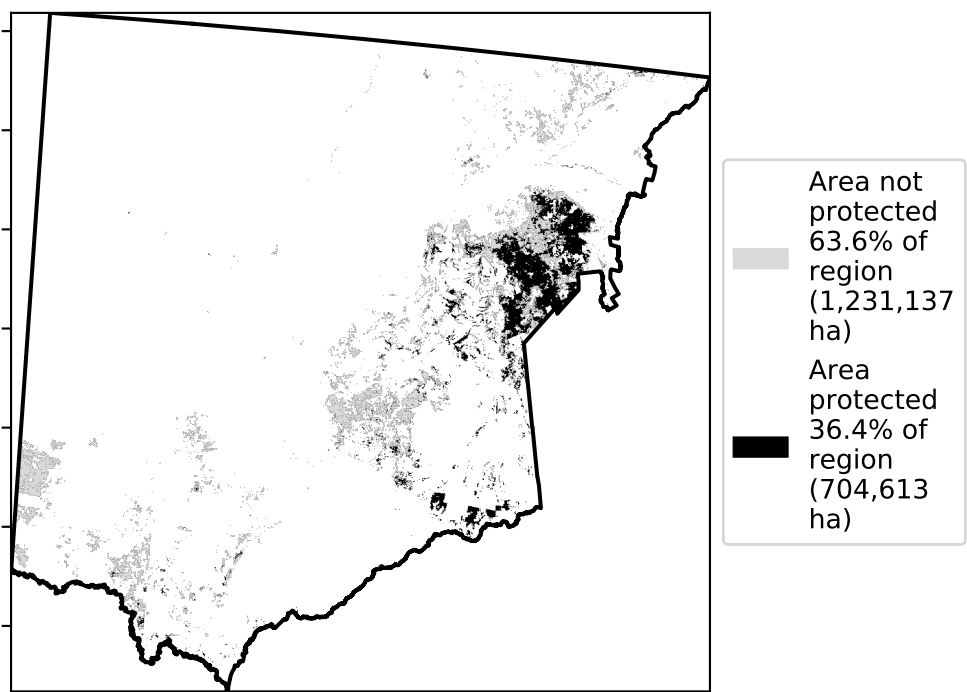 Area not
protected
63.6% of
region
(1,231,137
ha)
Area
protected
36.4% of
region
(704,613
ha)